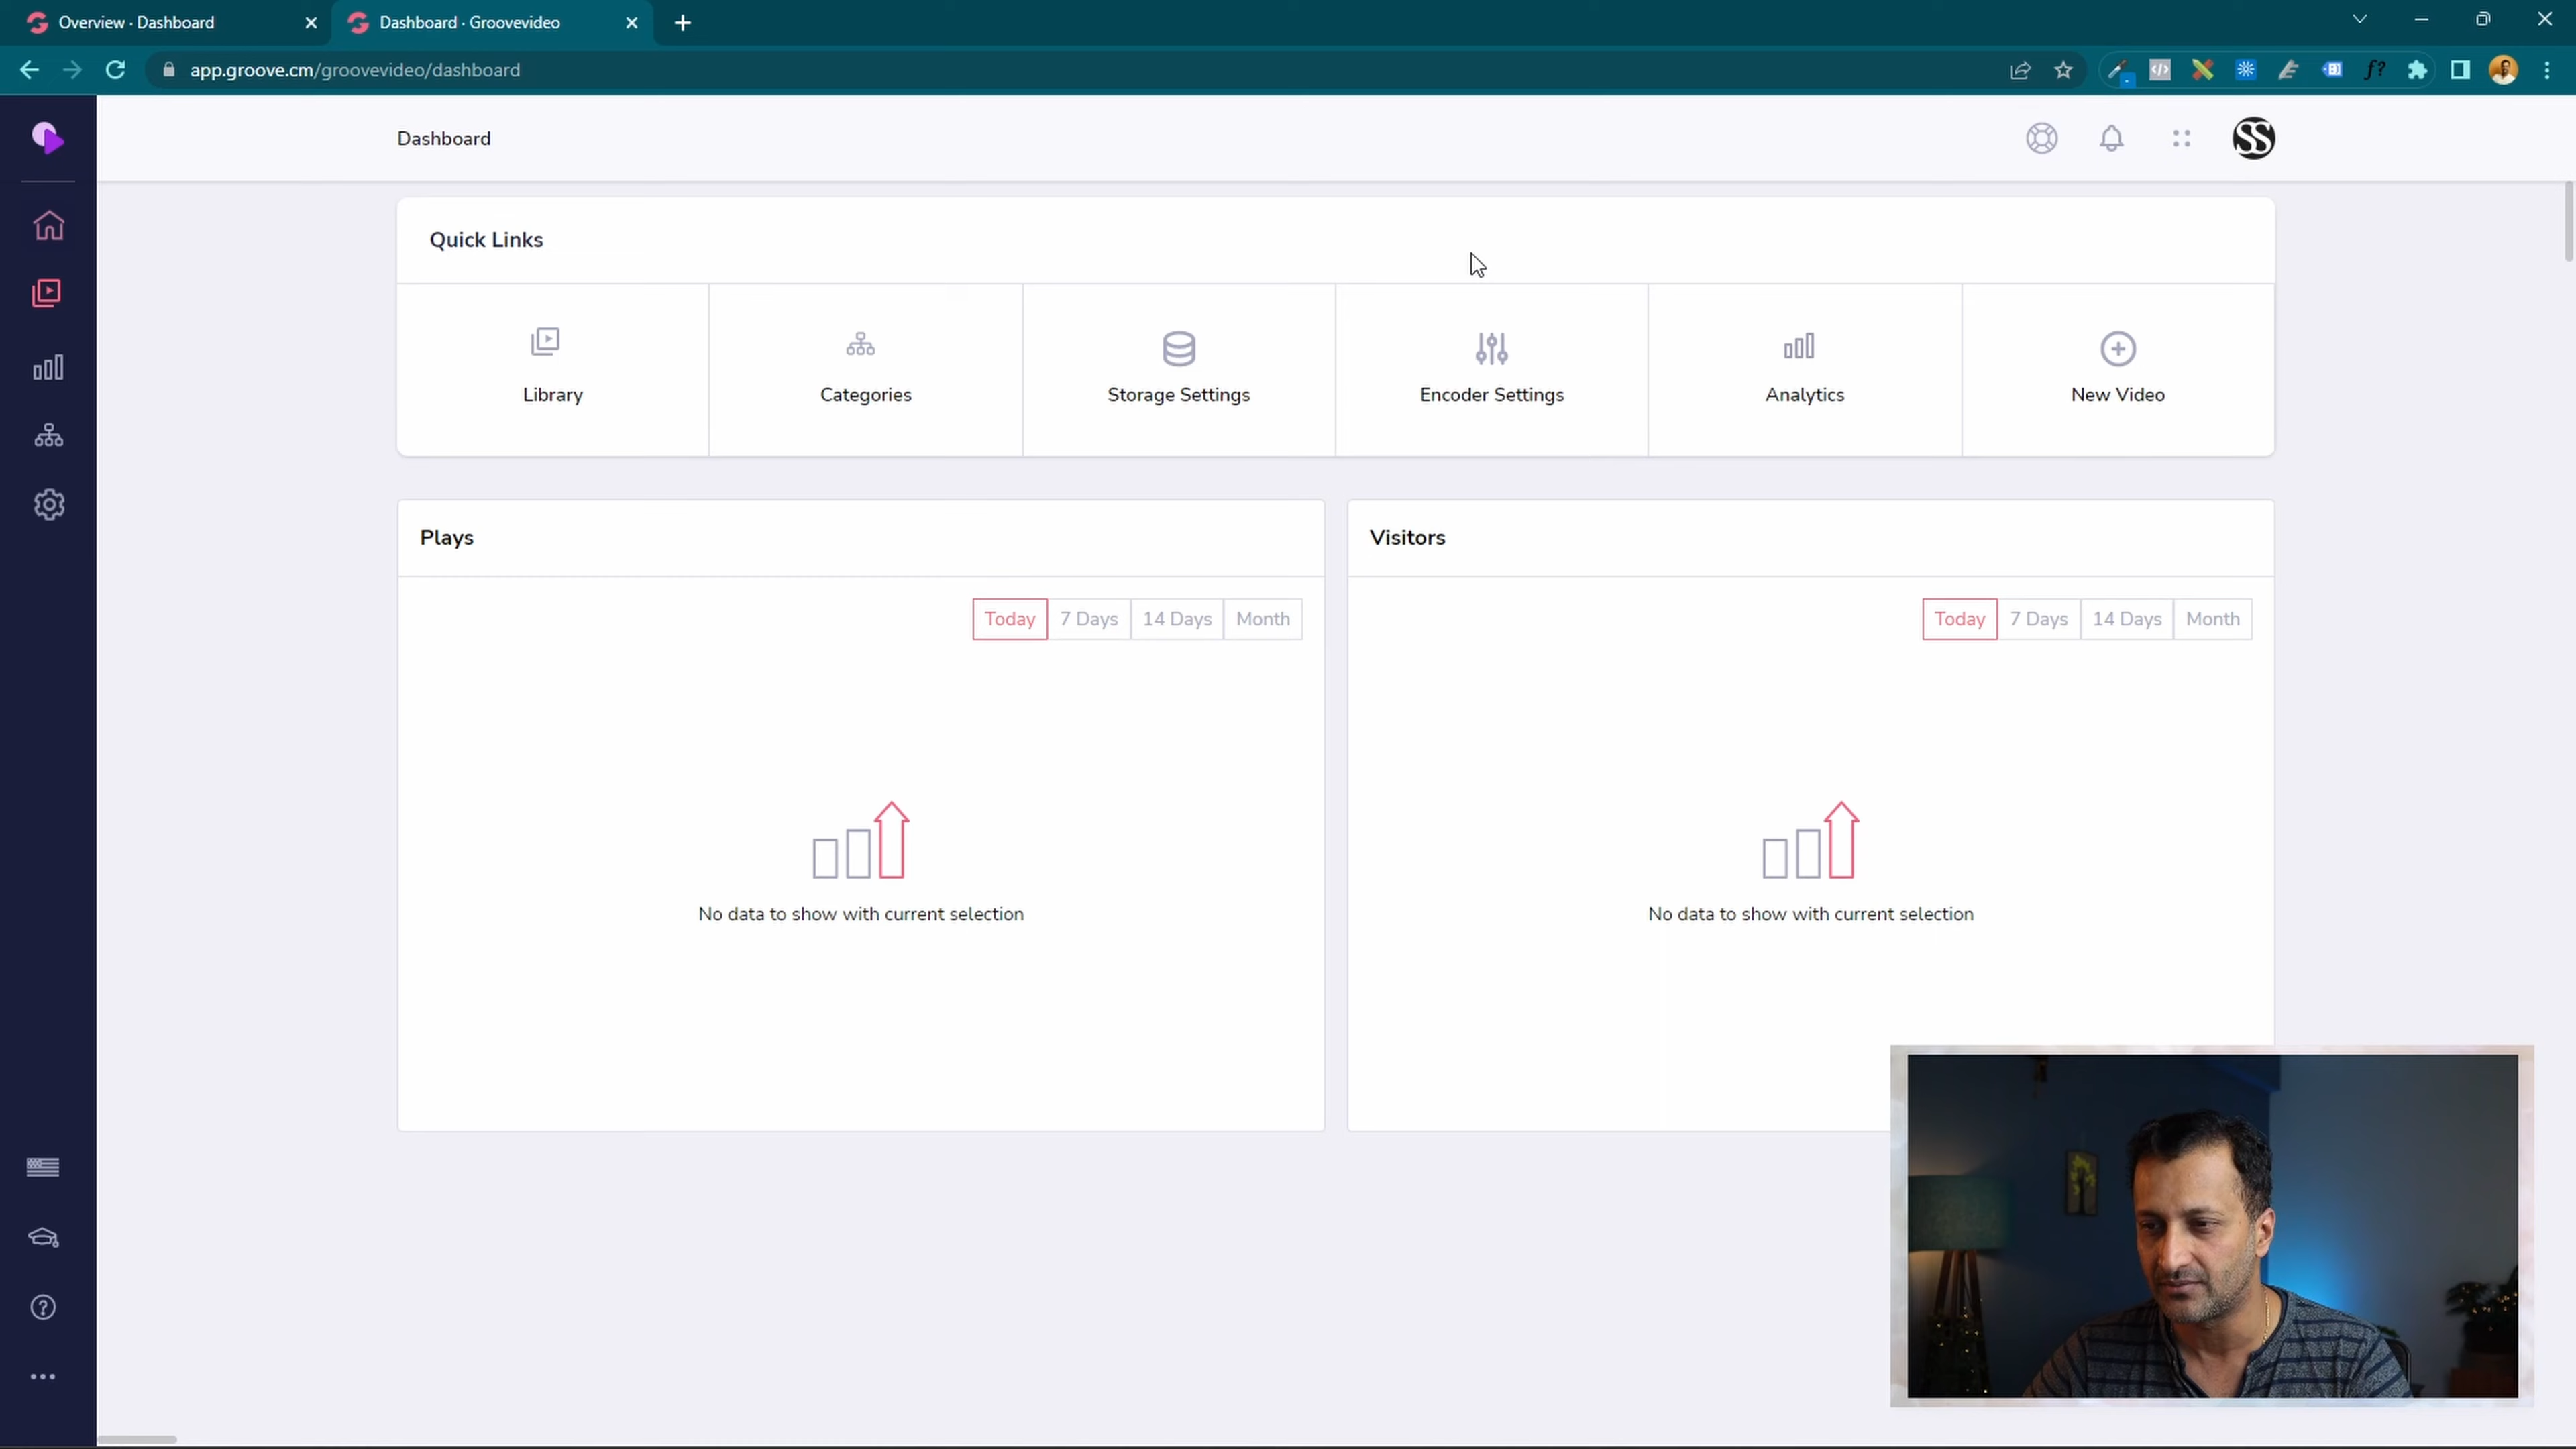 Overview · Dashboard
Dashboard · Groovevideo
app.groove.cm/groovevideo/dashboard
f?
Dashboard
SS
Quick Links
Library
Categories
Storage Settings
Encoder Settings
Analytics
New Video
Plays
Visitors
Today 7 Days 14 Days Month
Today 7 Days 14 Days Month
No data to show with current selection
No data to show with current selection